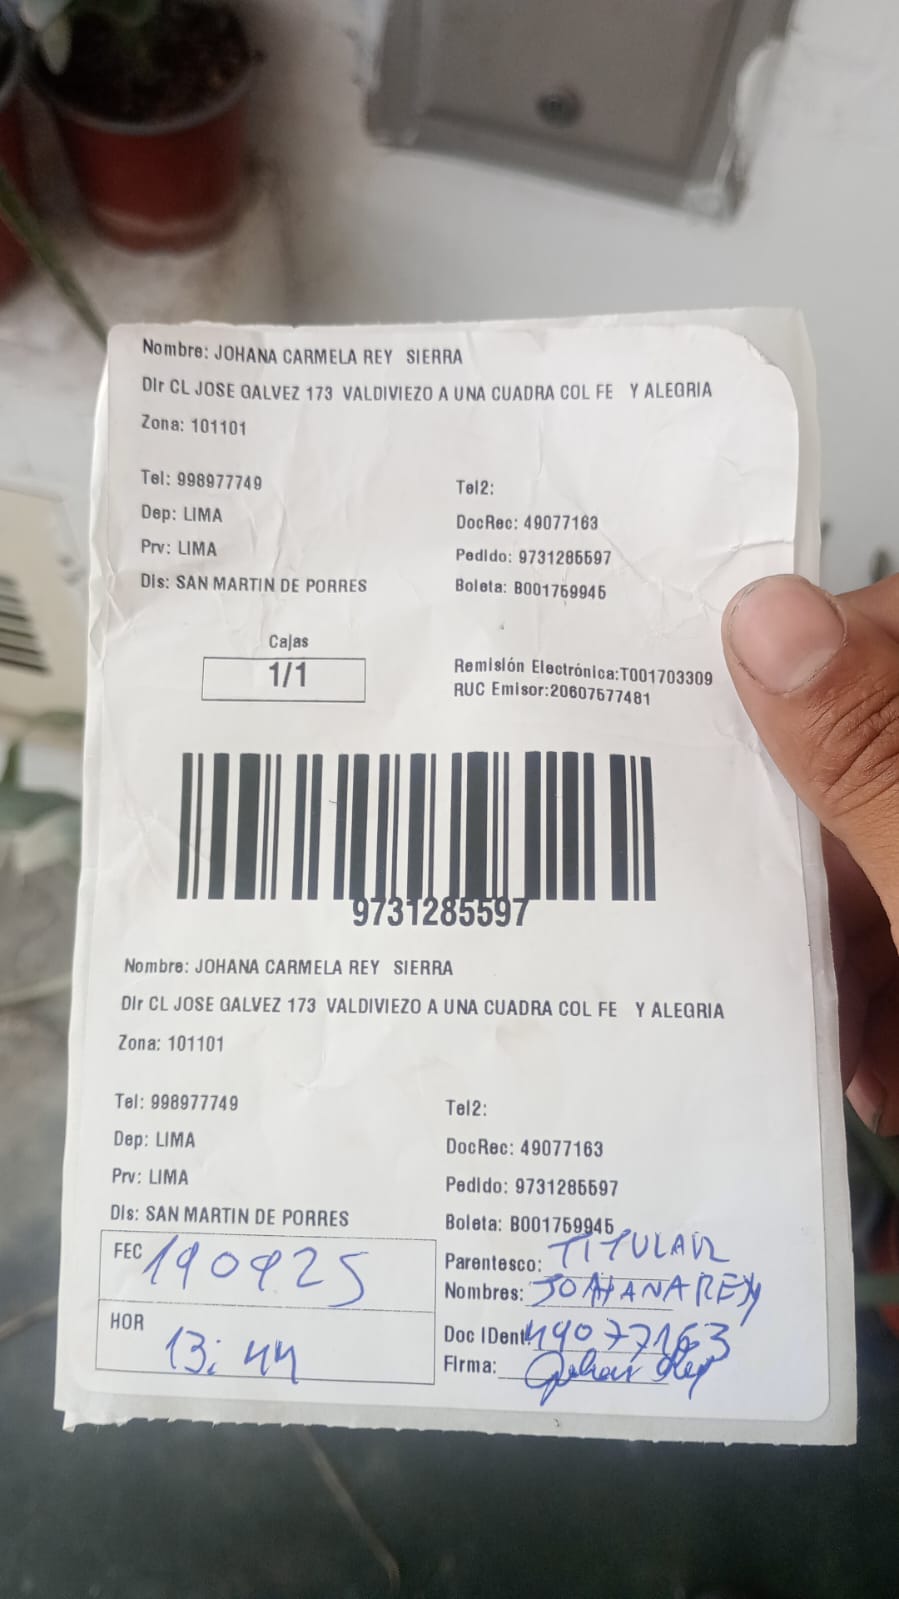 Nombre: JOHANA CARMELA REY SIERRA
Dir CL JOSE GALVEZ 173 VALDIVIEZO A UNA CUADRA COL FE Y ALEGRIA
Zona: 101101
Tel: 998977749 Tel2:
Dep: LIMA DocRec: 49077163
Prv: LIMA Pedido: 9731285597
Dis: SAN MARTIN DE PORRES Boleta: B001759945
Cajas
1/1
Remisión Electrónica:T001703309
RUC Emisor:20607577481
9731285597
Nombre: JOHANA CARMELA REY SIERRA
Dir CL JOSE GALVEZ 173 VALDIVIEZO A UNA CUADRA COL FE Y ALEGRIA
Zona: 101101
Tel: 998977749 Tel2:
Dep: LIMA DocRec: 49077163
Prv: LIMA Pedido: 9731285597
Dis: SAN MARTIN DE PORRES Boleta: B001759945
FEC 190925
Parentesco: TITULAR
Nombres: JOHANA REY
HOR 13:44
Doc IDent: 49077163
Firma: